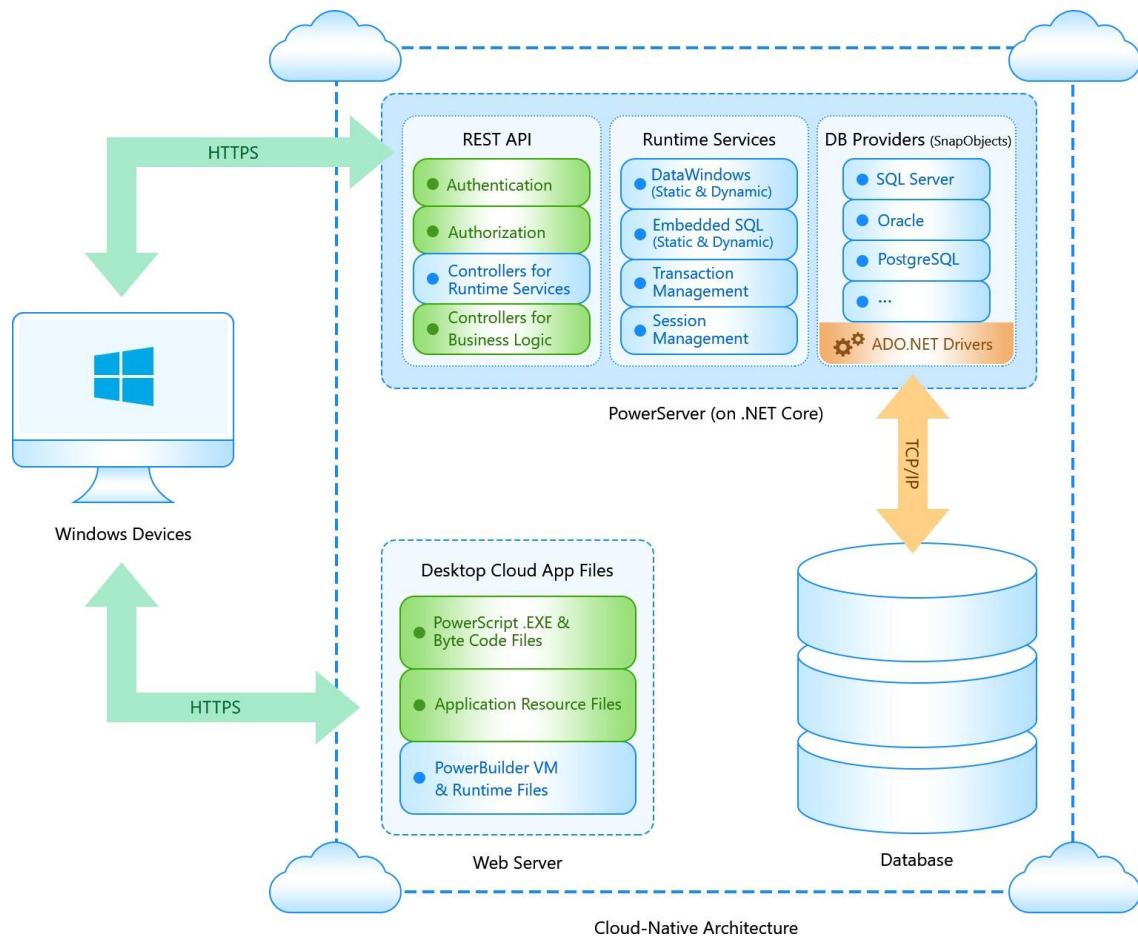 HTTPS
REST API
Authentication
Authorization
Controllers for
Runtime Services
Controllers for
Business Logic
Runtime Services
DataWindows
(Static & Dynamic)
Embedded SQL
(Static & Dynamic)
Transaction
Management
Session
Management
DB Providers (SnapObjects)
SQL Server
Oracle
PostgreSQL
...
ADO.NET Drivers
PowerServer (on .NET Core)
TCP/IP
Windows Devices
HTTPS
Desktop Cloud App Files
PowerScript .EXE &
Byte Code Files
Application Resource Files
PowerBuilder VM
& Runtime Files
Web Server
Database
Cloud-Native Architecture